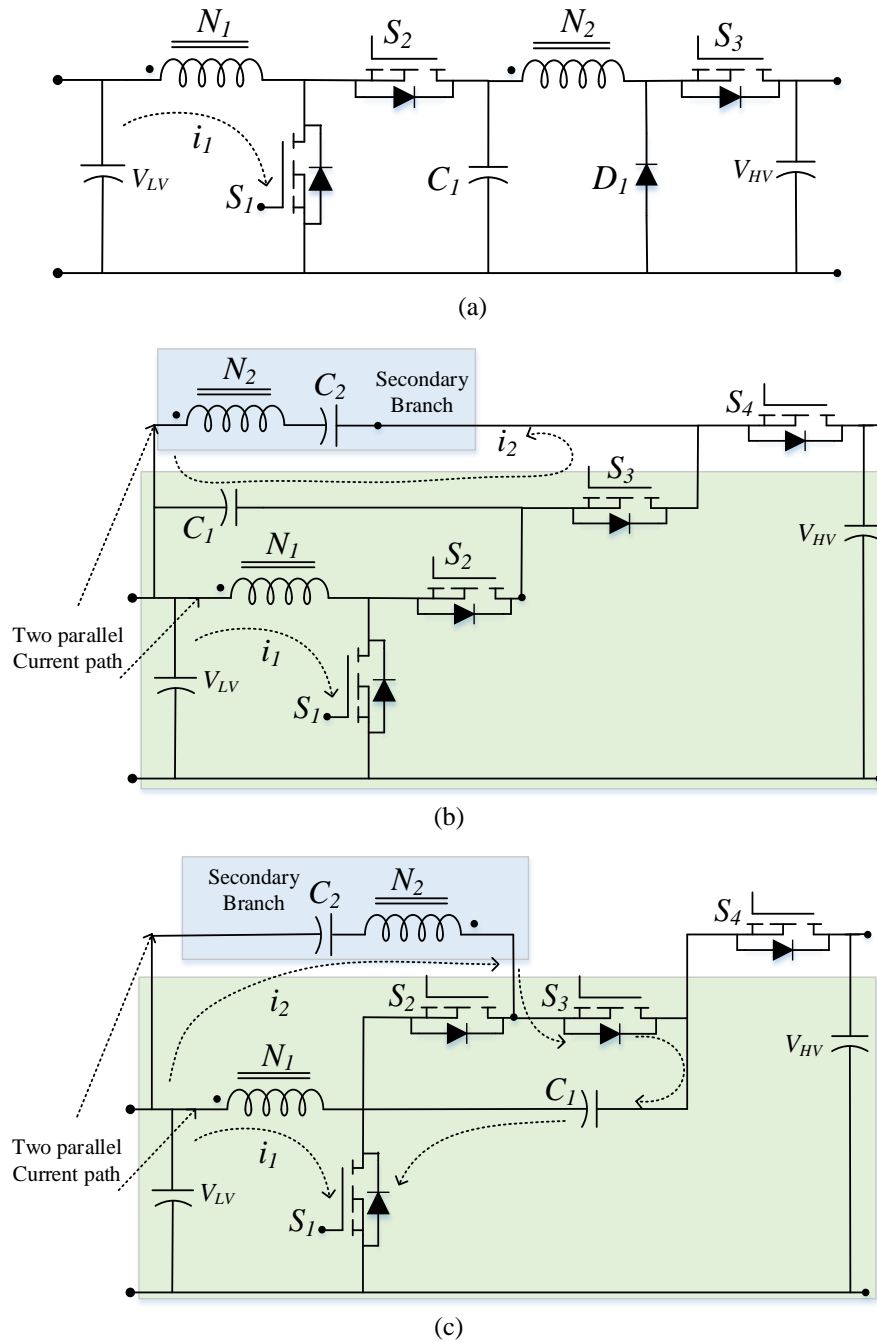 N1 S2 N2 S3
i1
VLV S1 C1 D1 VHV
(a)
N2 C2 Secondary
Branch
S4
i2
S3
C1
N1 S2
VHV
Two parallel
Current path
i1
VLV
S1
(b)
Secondary
Branch
C2 N2
S4
i2 S2 S3
N1
VHV
C1
Two parallel
Current path
i1
VLV
S1
(c)